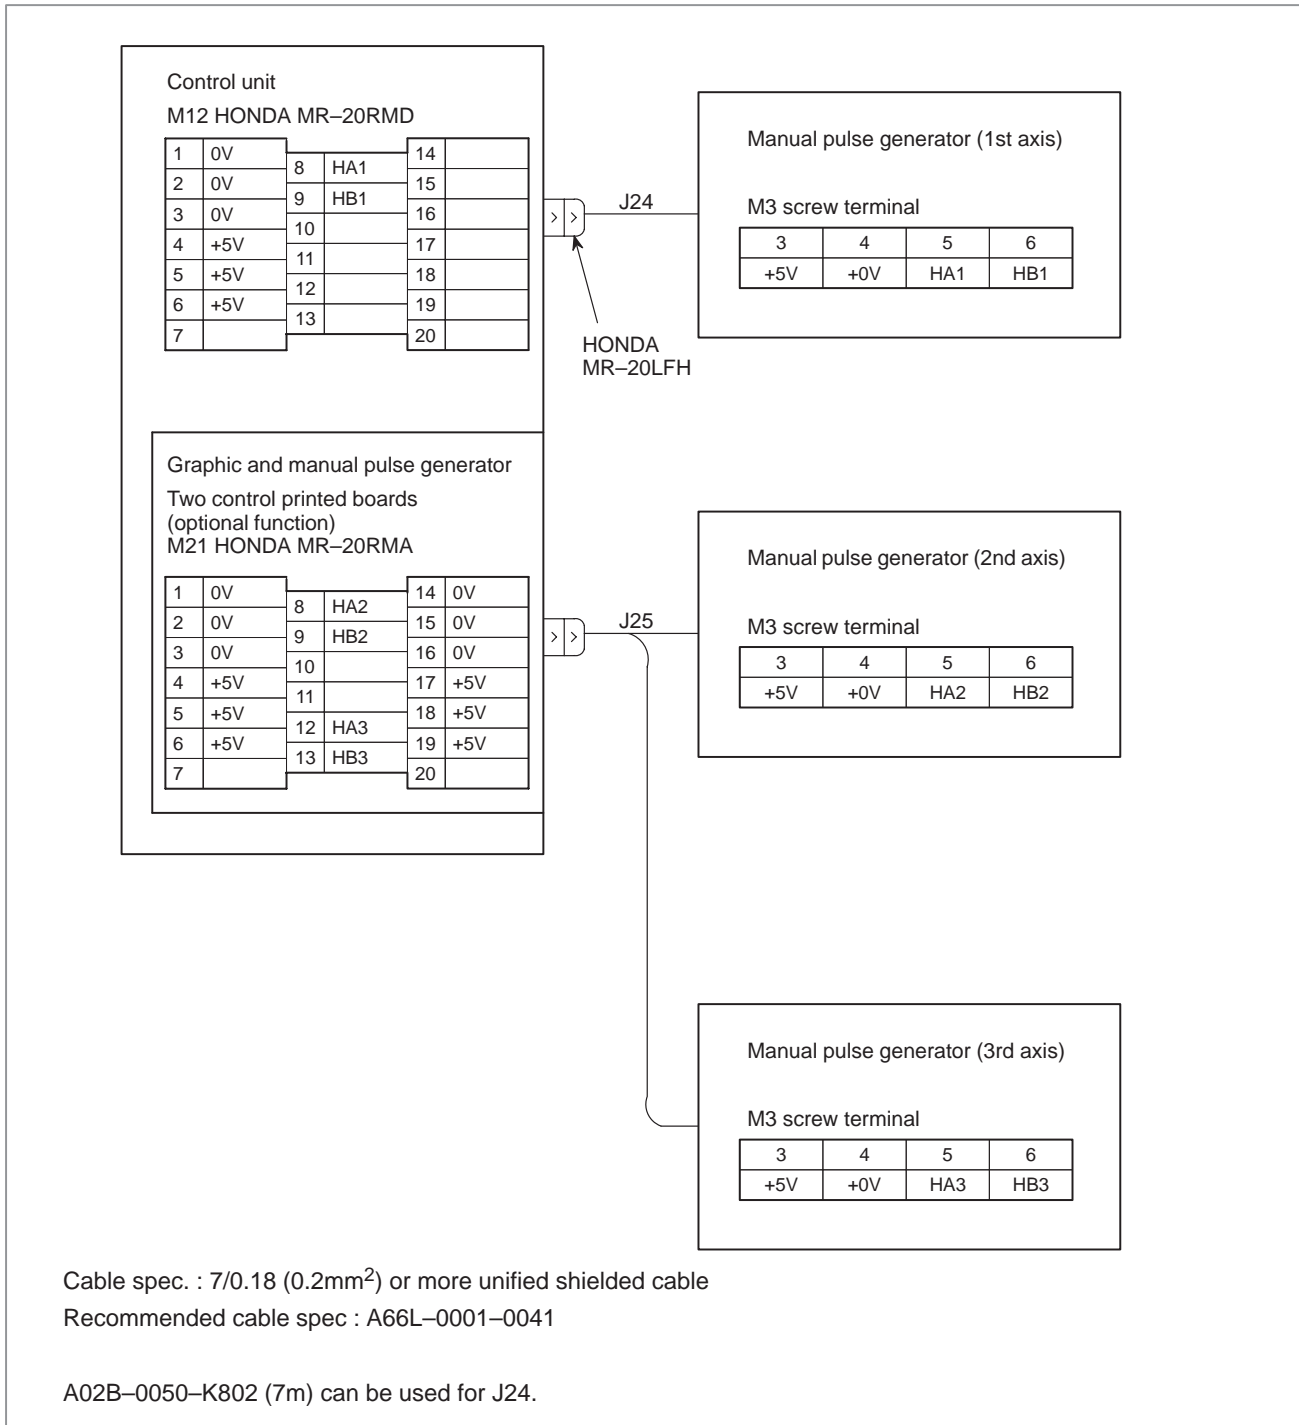 Control unit
M12 HONDA MR–20RMD
1 0V 14
8 HA1
2 0V 15
9 HB1
3 0V 16
10
4 +5V 17
11
5 +5V 18
12
6 +5V 19
13
7 20
J24
HONDA
MR–20LFH
Manual pulse generator (1st axis)
M3 screw terminal
3 4 5 6
+5V +0V HA1 HB1
Graphic and manual pulse generator
Two control printed boards
(optional function)
M21 HONDA MR–20RMA
1 0V 14 0V
8 HA2
2 0V 15 0V
9 HB2
3 0V 16 0V
10
4 +5V 17 +5V
11
5 +5V 18 +5V
12 HA3
6 +5V 19 +5V
13 HB3
7 20
J25
Manual pulse generator (2nd axis)
M3 screw terminal
3 4 5 6
+5V +0V HA2 HB2
Manual pulse generator (3rd axis)
M3 screw terminal
3 4 5 6
+5V +0V HA3 HB3
Cable spec. : 7/0.18 (0.2mm²) or more unified shielded cable
Recommended cable spec : A66L–0001–0041
A02B–0050–K802 (7m) can be used for J24.